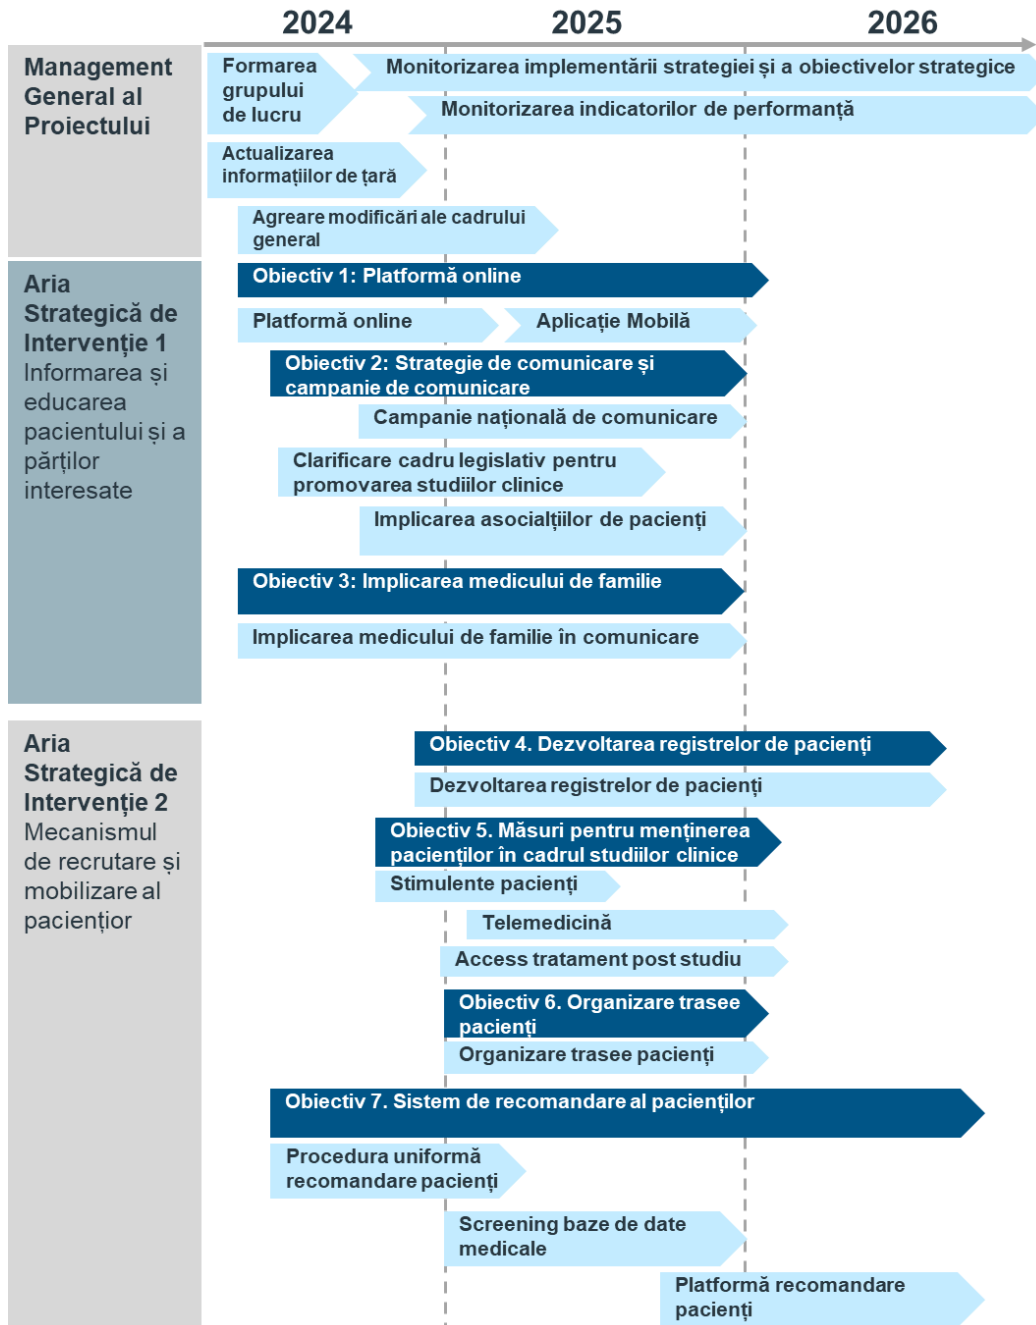 2024 2025 2026
Management
General al
Proiectului
Formarea
grupului
de lucru
Monitorizarea implementării strategiei și a obiectivelor strategice
Monitorizarea indicatorilor de performanță
Actualizarea
informațiilor de țară
Agreare modificări ale cadrului
general
Aria
Strategică de
Intervenție 1
Informarea și
educarea
pacientului și a
părților
interesate
Obiectiv 1: Platformă online
Platformă online
Aplicație Mobilă
Obiectiv 2: Strategie de comunicare și
campanie de comunicare
Campanie națională de comunicare
Clarificare cadru legislativ pentru
promovarea studiilor clinice
Implicarea asocialțiilor de pacienți
Obiectiv 3: Implicarea medicului de familie
Implicarea medicului de familie în comunicare
Aria
Strategică de
Intervenție 2
Mecanismul
de recrutare și
mobilizare al
paciențior
Obiectiv 4. Dezvoltarea registrelor de pacienți
Dezvoltarea registrelor de pacienți
Obiectiv 5. Măsuri pentru menținerea
pacienților în cadrul studiilor clinice
Stimulente pacienți
Telemedicină
Access tratament post studiu
Obiectiv 6. Organizare trasee
pacienți
Organizare trasee pacienți
Obiectiv 7. Sistem de recomandare al pacienților
Procedura uniformă
recomandare pacienți
Screening baze de date
medicale
Platformă recomandare
pacienți